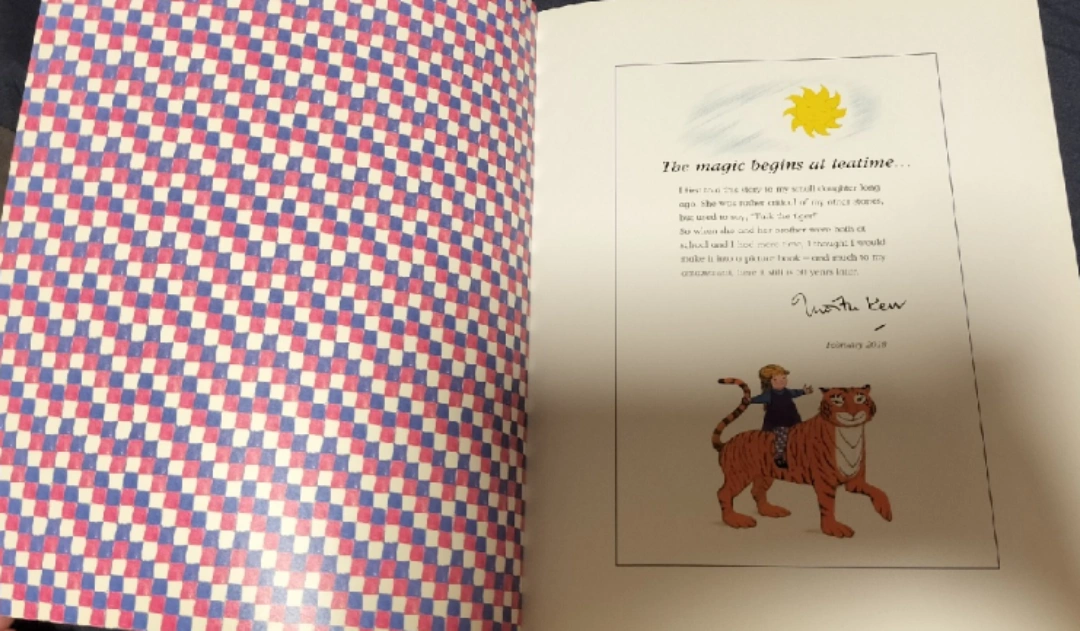 The magic begins at teatime...
I first told this story to my small daughter long
ago. She was rather critical of my other stories,
but used to say, "Talk the tiger!"
So when she and her brother were both at
school and I had more time, I thought I would
make it into a picture book – and much to my
amazement, here it still is 50 years later.
Judith Kerr
February 2018